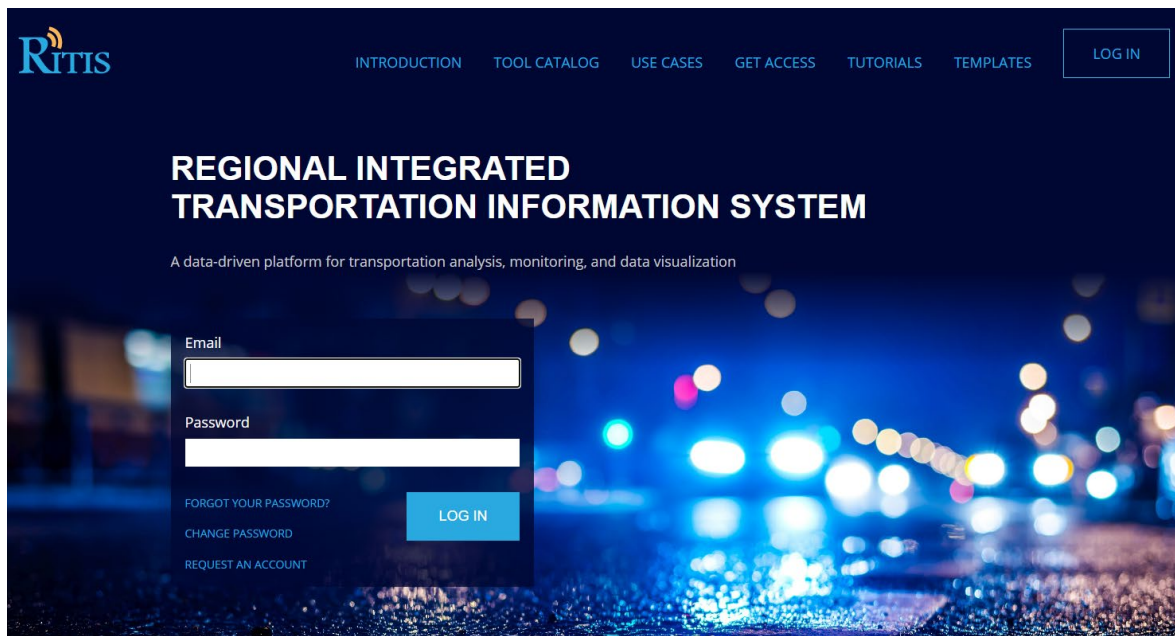 RITIS
INTRODUCTION TOOL CATALOG USE CASES GET ACCESS TUTORIALS TEMPLATES LOG IN
REGIONAL INTEGRATED
TRANSPORTATION INFORMATION SYSTEM
A data-driven platform for transportation analysis, monitoring, and data visualization
Email
Password
FORGOT YOUR PASSWORD?
LOG IN
CHANGE PASSWORD
REQUEST AN ACCOUNT